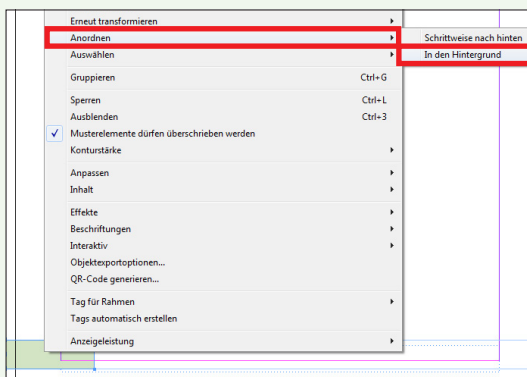 Erneut transformieren
Anordnen
Schrittweise nach hinten
Auswählen
In den Hintergrund
Gruppieren Ctrl+G
Sperren Ctrl+L
Ausblenden Ctrl+3
Musterelemente dürfen überschrieben werden
Konturstärke
Anpassen
Inhalt
Effekte
Beschriftungen
Interaktiv
Objektexportoptionen...
QR-Code generieren...
Tag für Rahmen
Tags automatisch erstellen
Anzeigeleistung